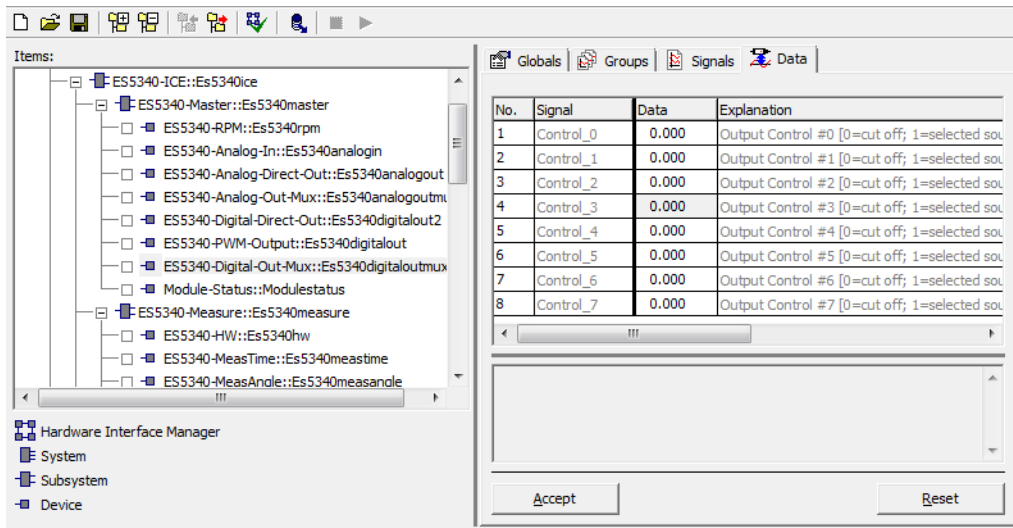 Items:
ES5340-ICE::Es5340ice
ES5340-Master::Es5340master
ES5340-RPM::Es5340rpm
ES5340-Analog-In::Es5340analogin
ES5340-Analog-Direct-Out::Es5340analogout
ES5340-Analog-Out-Mux::Es5340analogoutmu
ES5340-Digital-Direct-Out::Es5340digitalout2
ES5340-PWM-Output::Es5340digitalout
ES5340-Digital-Out-Mux::Es5340digitaloutmux
Module-Status::Modulestatus
ES5340-Measure::Es5340measure
ES5340-HW::Es5340hw
ES5340-MeasTime::Es5340meastime
ES5340-MeasAngle::Es5340measangle
Hardware Interface Manager
System
Subsystem
Device
Globals Groups Signals Data
No. Signal Data Explanation
1 Control_0 0.000 Output Control #0 [0=cut off; 1=selected sou
2 Control_1 0.000 Output Control #1 [0=cut off; 1=selected sou
3 Control_2 0.000 Output Control #2 [0=cut off; 1=selected sou
4 Control_3 0.000 Output Control #3 [0=cut off; 1=selected sou
5 Control_4 0.000 Output Control #4 [0=cut off; 1=selected sou
6 Control_5 0.000 Output Control #5 [0=cut off; 1=selected sou
7 Control_6 0.000 Output Control #6 [0=cut off; 1=selected sou
8 Control_7 0.000 Output Control #7 [0=cut off; 1=selected sou
Accept Reset